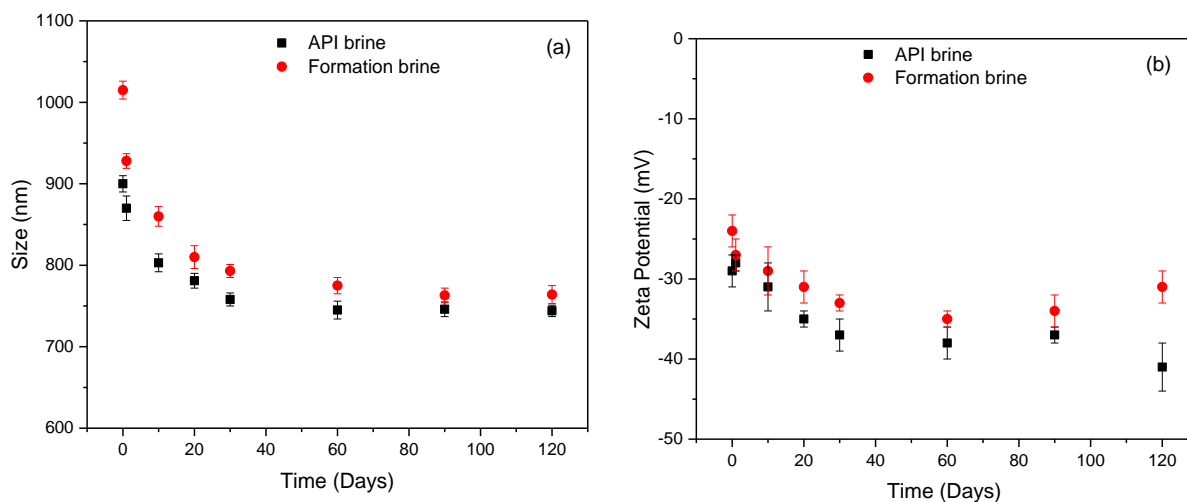 1100
1000
900
800
700
600
Size (nm)
API brine
Formation brine
(a)
0 20 40 60 80 100 120
Time (Days)
0
-10
-20
-30
-40
-50
Zeta Potential (mV)
API brine
Formation brine
(b)
0 20 40 60 80 100 120
Time (Days)